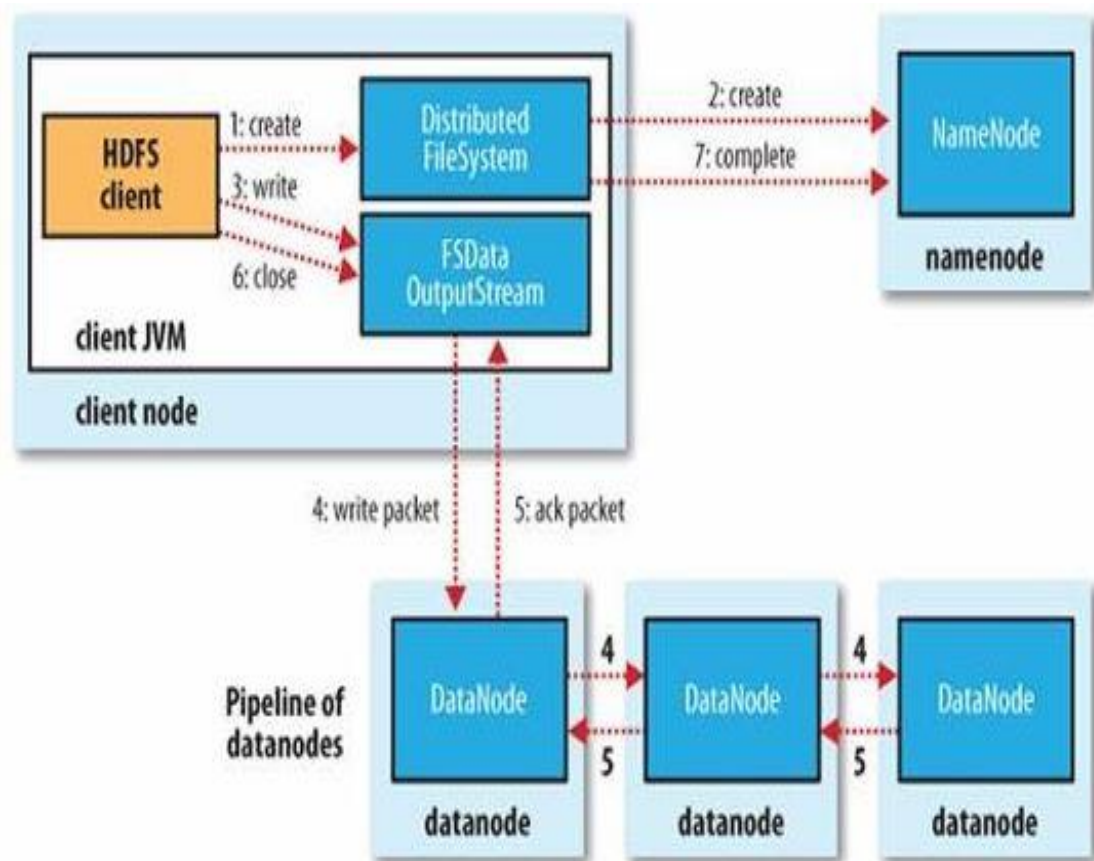 HDFS
client
1: create
3: write
6: close
Distributed
FileSystem
FSData
OutputStream
client JVM
client node
2: create
7: complete
NameNode
namenode
4: write packet
5: ack packet
Pipeline of
datanodes
DataNode
4
5
DataNode
4
5
DataNode
datanode
datanode
datanode